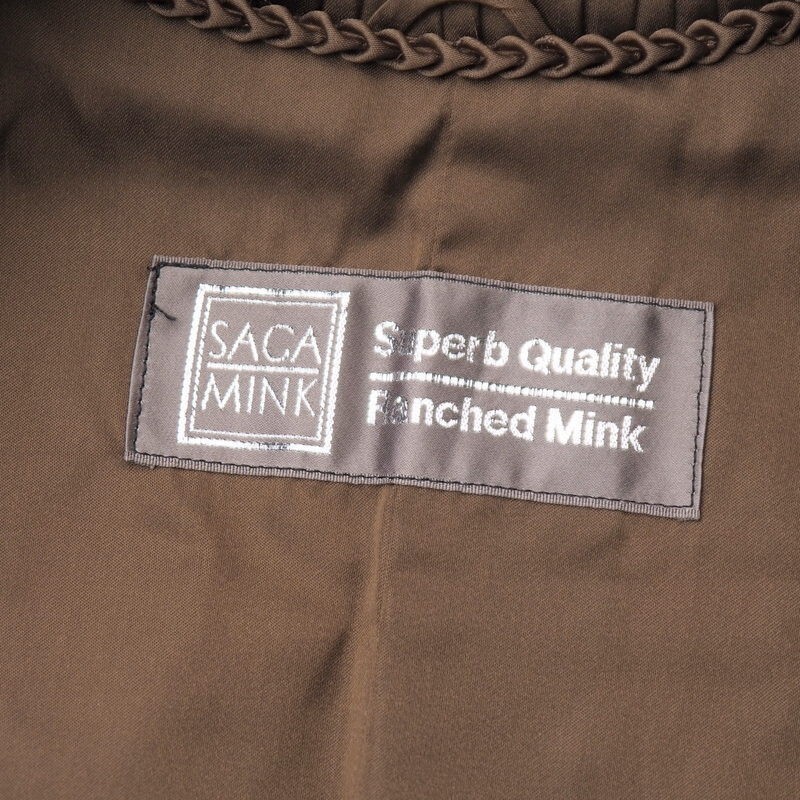 SAGA
MINK
Superb Quality
Ranched Mink